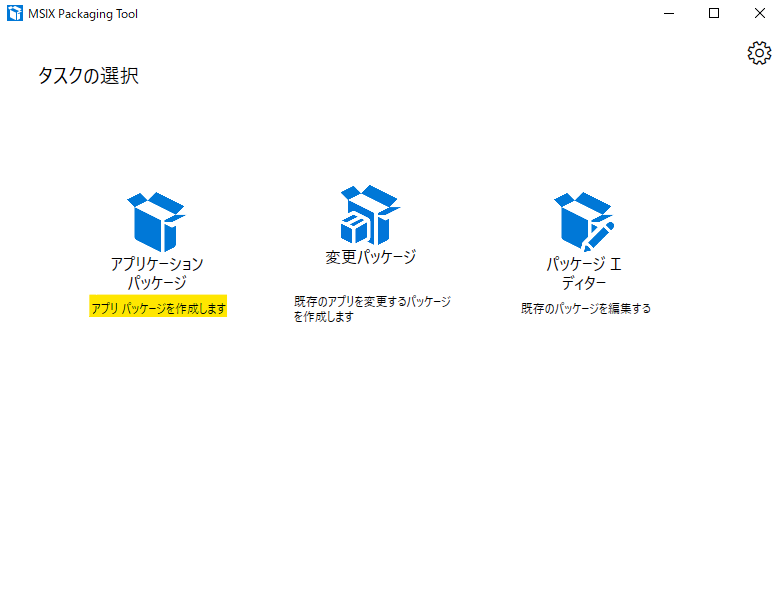 MSIX Packaging Tool
タスクの選択
アプリケーション
パッケージ
アプリ パッケージを作成します
変更パッケージ
既存のアプリを変更するパッケージ
を作成します
パッケージ エ
ディター
既存のパッケージを編集する